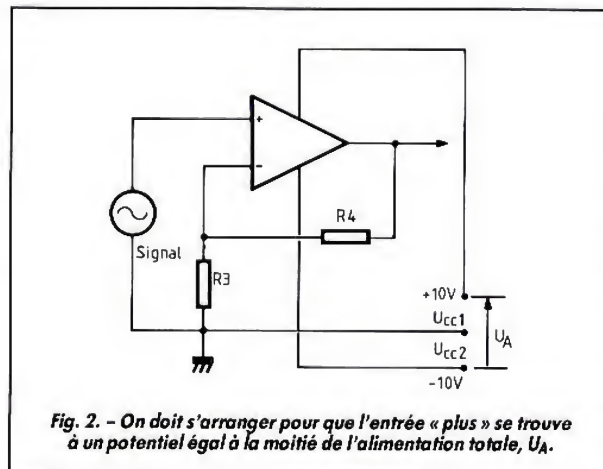 +
−
R4
Signal
R3
+10V
Ucc1
UA
Ucc2
−10V
Fig. 2. – On doit s'arranger pour que l'entrée « plus » se trouve
à un potentiel égal à la moitié de l'alimentation totale, UA.